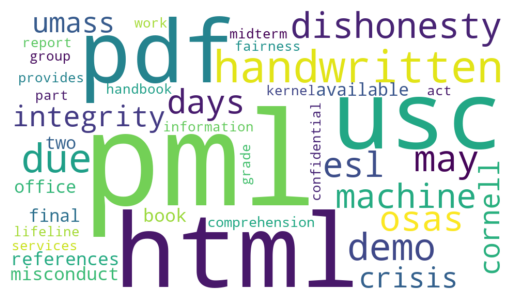 umass
work
midterm
dishonesty
report
pdf
fairness
group
handwritten
provides
handbook
kernel
available
act
part
days
integrity
information
confidential
usc
two
due
pml
grade
esl
may
office
machine
cornell
final
book
html
comprehension
osas
lifeline
services
demo
references
misconduct
crisis